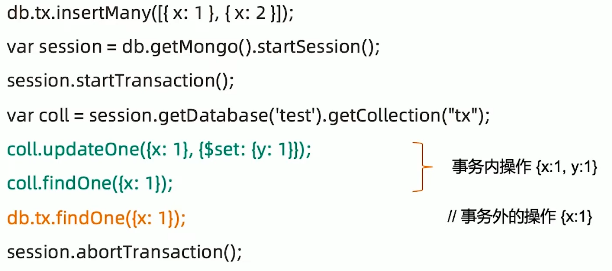 db.tx.insertMany([{ x: 1 }, { x: 2 }]);
var session = db.getMongo().startSession();
session.startTransaction();
var coll = session.getDatabase('test').getCollection("tx");
coll.updateOne({x: 1}, {$set: {y: 1}});
coll.findOne({x: 1});
事务内操作 {x:1, y:1}
db.tx.findOne({x: 1});
// 事务外的操作 {x:1}
session.abortTransaction();